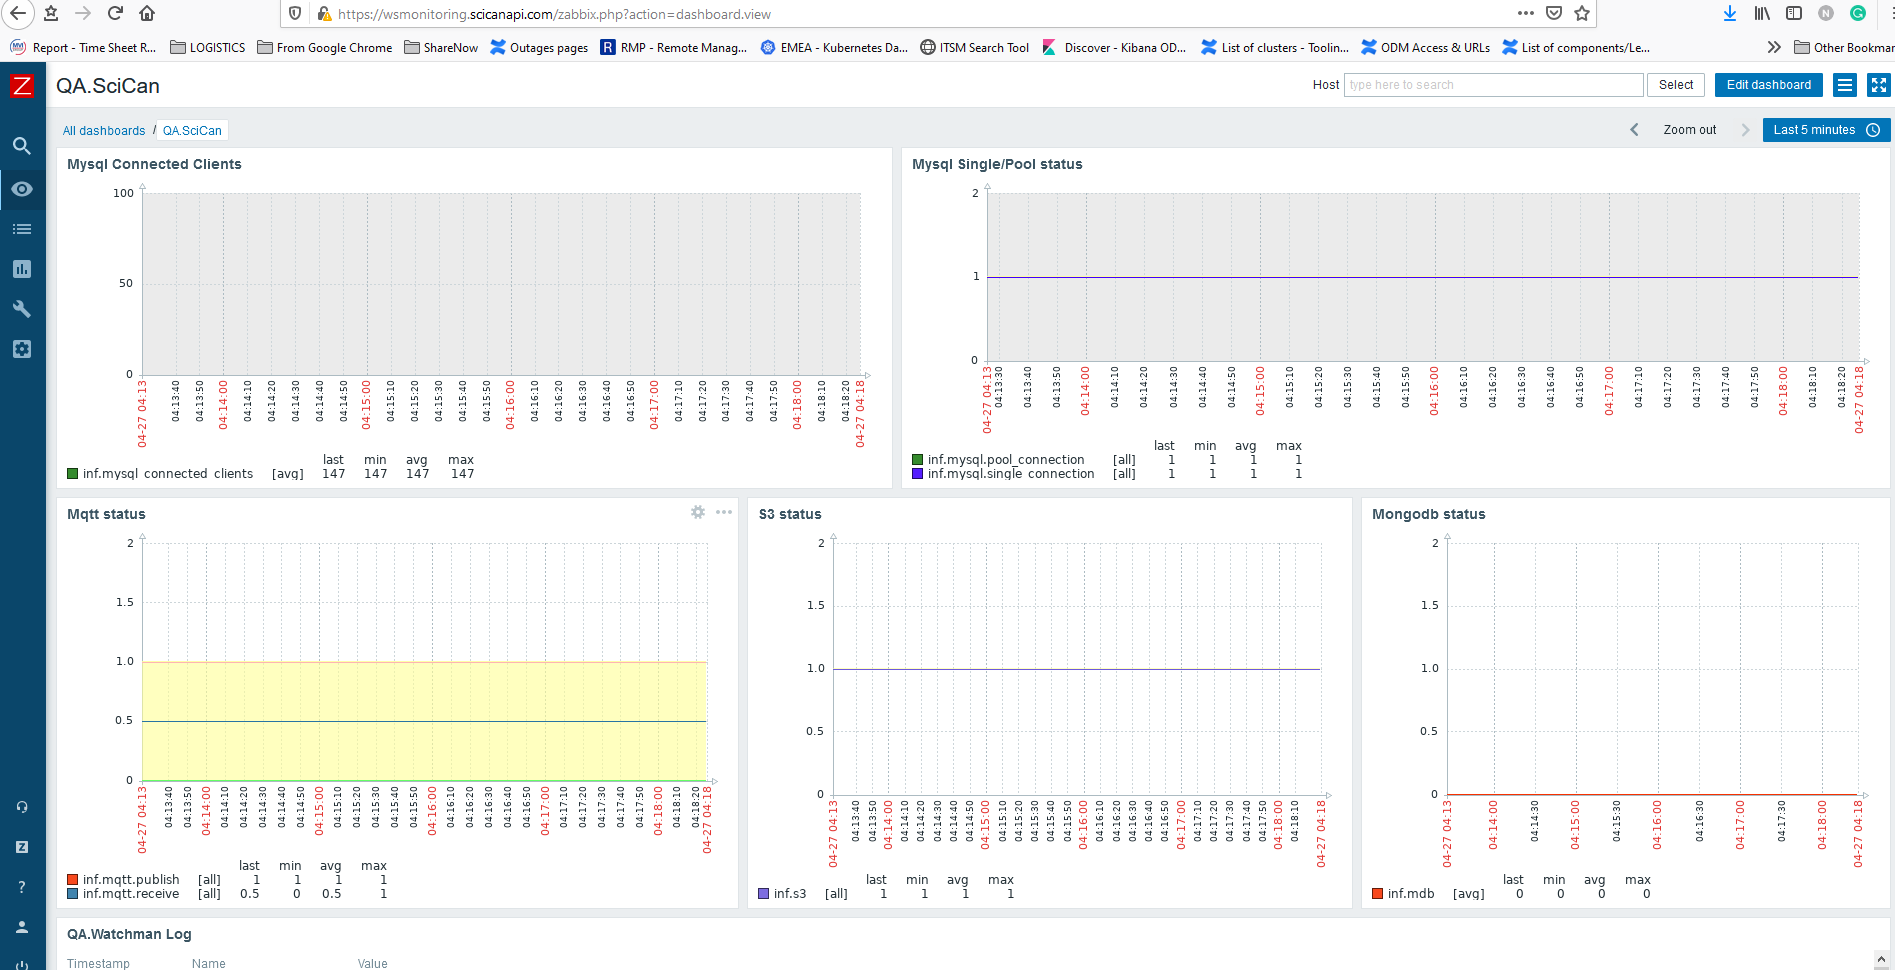 https://wsmonitoring.scicanapi.com/zabbix.php?action=dashboard.view
Report - Time Sheet R... LOGISTICS From Google Chrome ShareNow Outages pages RMP - Remote Manag... EMEA - Kubernetes Da... ITSM Search Tool Discover - Kibana OD... List of clusters - Toolin... ODM Access & URLs List of components/Le... Other Bookmar
Z QA.SciCan Host type here to search Select Edit dashboard
All dashboards / QA.SciCan Zoom out Last 5 minutes
Mysql Connected Clients
100
50
0
04-27 04:13 04:13:40 04:13:50 04:14:00 04:14:10 04:14:20 04:14:30 04:14:40 04:14:50 04:15:00 04:15:10 04:15:20 04:15:30 04:15:40 04:15:50 04:16:00 04:16:10 04:16:20 04:16:30 04:16:40 04:16:50 04:17:00 04:17:10 04:17:20 04:17:30 04:17:40 04:17:50 04:18:00 04:18:10 04:18:20 04-27 04:18
last min avg max
inf.mysql connected clients [avg] 147 147 147 147
Mysql Single/Pool status
2
1
0
04-27 04:13 04:13:30 04:13:40 04:13:50 04:14:00 04:14:10 04:14:20 04:14:30 04:14:40 04:14:50 04:15:00 04:15:10 04:15:20 04:15:30 04:15:40 04:15:50 04:16:00 04:16:10 04:16:20 04:16:30 04:16:40 04:16:50 04:17:00 04:17:10 04:17:20 04:17:30 04:17:40 04:17:50 04:18:00 04:18:10 04:18:20 04-27 04:18
last min avg max
inf.mysql.pool_connection [all] 1 1 1 1
inf.mysql.single connection [all] 1 1 1 1
Mqtt status
2
1.5
1.0
0.5
0
04-27 04:13 04:13:40 04:13:50 04:14:00 04:14:10 04:14:20 04:14:30 04:14:40 04:14:50 04:15:00 04:15:10 04:15:20 04:15:30 04:15:40 04:15:50 04:16:00 04:16:10 04:16:20 04:16:30 04:16:40 04:16:50 04:17:00 04:17:10 04:17:20 04:17:30 04:17:40 04:17:50 04:18:00 04:18:10 04:18:20 04-27 04:18
last min avg max
inf.mqtt.publish [all] 1 1 1 1
inf.mqtt.receive [all] 0.5 0 0.5 1
S3 status
2
1.5
1.0
0.5
0
04-27 04:13 04:13:40 04:13:50 04:14:00 04:14:10 04:14:20 04:14:30 04:14:40 04:14:50 04:15:00 04:15:10 04:15:20 04:15:30 04:15:40 04:15:50 04:16:00 04:16:10 04:16:20 04:16:30 04:16:40 04:16:50 04:17:00 04:17:10 04:17:20 04:17:30 04:17:40 04:17:50 04:18:00 04:18:10 04-27 04:18
last min avg max
inf.s3 [all] 1 1 1 1
Mongodb status
2
1.5
1.0
0.5
0
04-27 04:13 04:14:00 04:14:30 04:15:00 04:15:30 04:16:00 04:16:30 04:17:00 04:17:30 04:18:00 04-27 04:18
last min avg max
inf.mdb [avg] 0 0 0 0
QA.Watchman Log
Timestamp Name Value